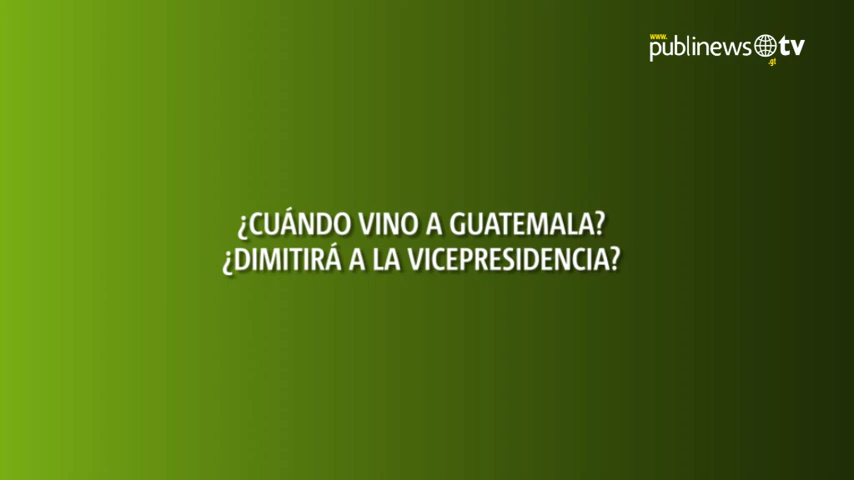 www.
publinews tv
.gt
¿CUÁNDO VINO A GUATEMALA?
¿DIMITIRÁ A LA VICEPRESIDENCIA?